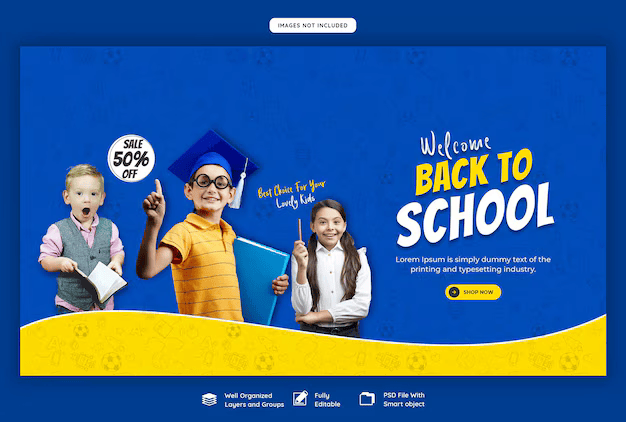 IMAGES NOT INCLUDED
SALE
50%
OFF
Best Choice For Your
Lovely Kids
Welcome
BACK TO
SCHOOL
Lorem Ipsum is simply dummy text of the
printing and typesetting industry.
SHOP NOW
Well Organized
Layers and Groups
Fully
Editable
PSD File With
Smart object